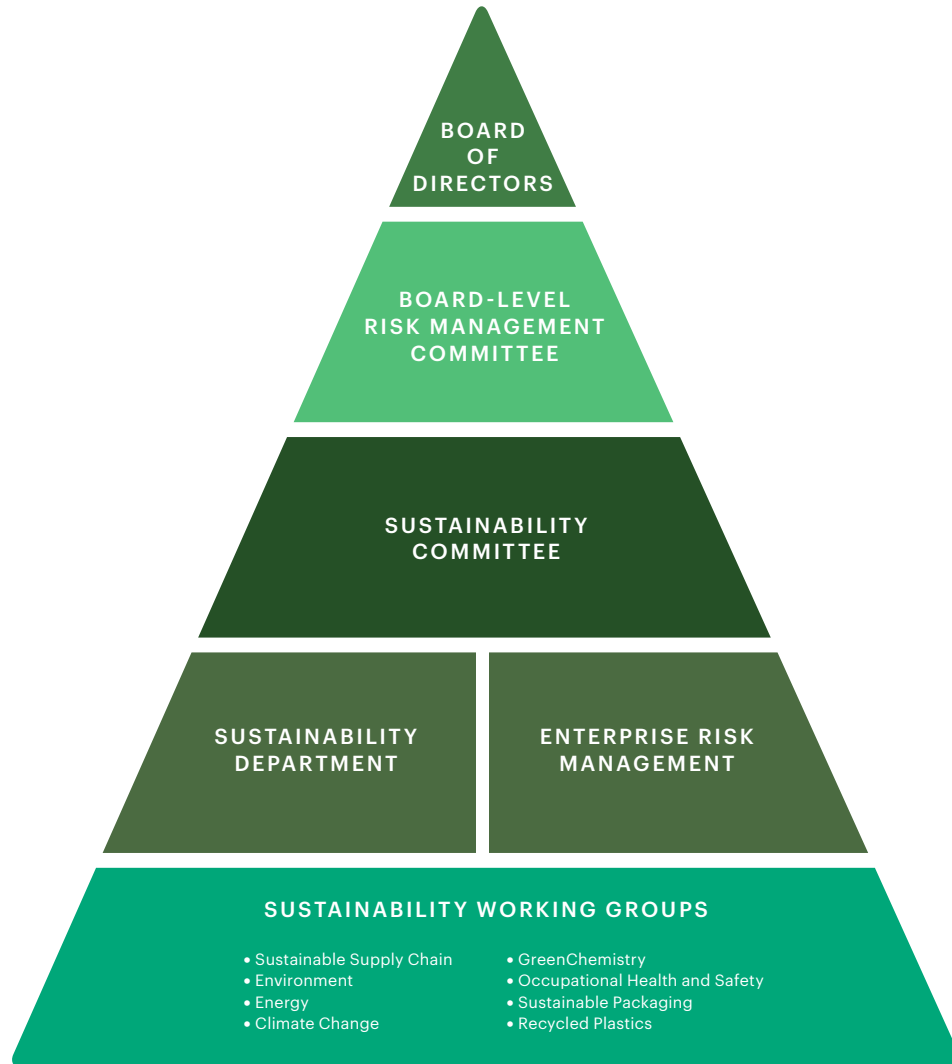 BOARD
OF
DIRECTORS
BOARD-LEVEL
RISK MANAGEMENT
COMMITTEE
SUSTAINABILITY
COMMITTEE
SUSTAINABILITY
DEPARTMENT
ENTERPRISE RISK
MANAGEMENT
SUSTAINABILITY WORKING GROUPS
• Sustainable Supply Chain
• Environment
• Energy
• Climate Change
• GreenChemistry
• Occupational Health and Safety
• Sustainable Packaging
• Recycled Plastics